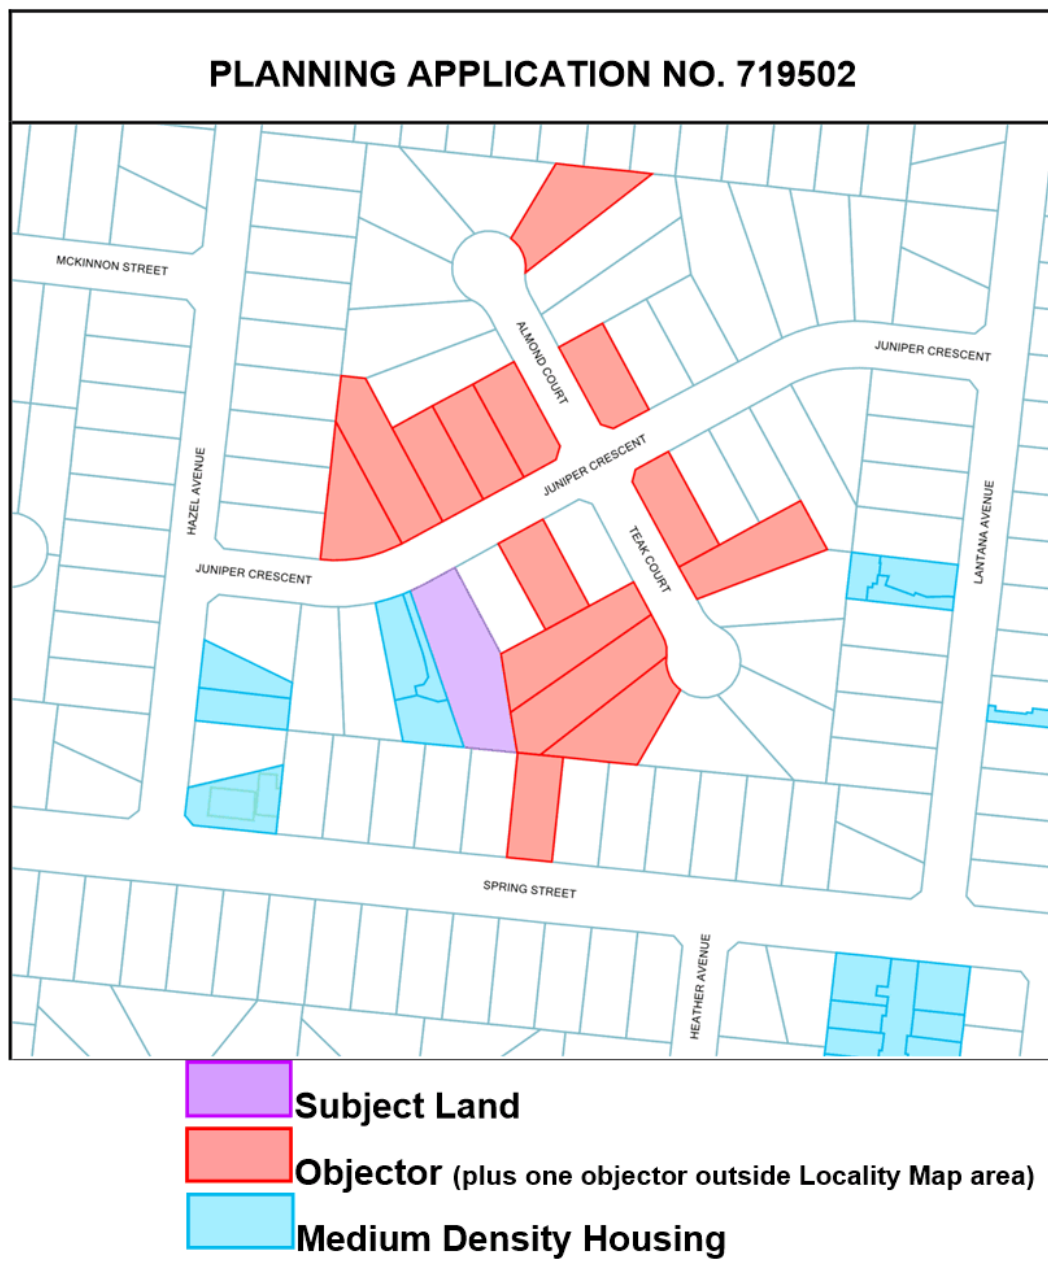 PLANNING APPLICATION NO. 719502
MCKINNON STREET
ALMOND COURT
JUNIPER CRESCENT
JUNIPER CRESCENT
HAZEL AVENUE
LANTANA AVENUE
TEAK COURT
JUNIPER CRESCENT
SPRING STREET
HEATHER AVENUE
Subject Land
Objector (plus one objector outside Locality Map area)
Medium Density Housing